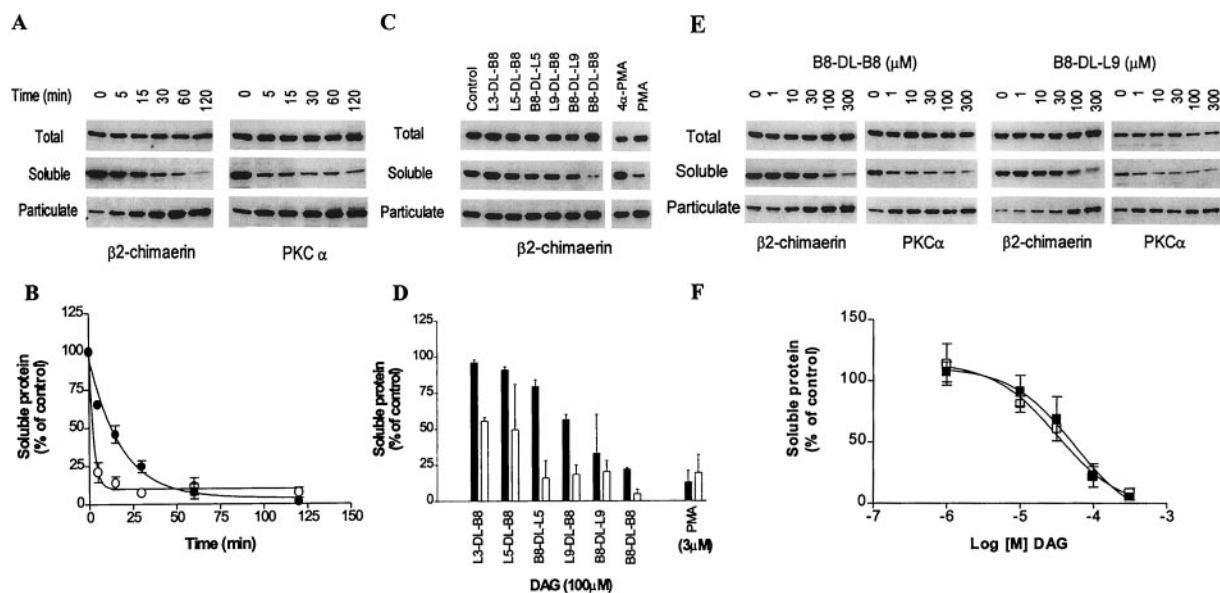 A
Time (min)
0 5 15 30 60 120
0 5 15 30 60 120
Total
Soluble
Particulate
β2-chimaerin
PKC α
C
Control
L3-DL-B8
L5-DL-B8
B8-DL-L5
L9-DL-B8
B8-DL-L9
B8-DL-B8
4α-PMA
PMA
Total
Soluble
Particulate
β2-chimaerin
E
B8-DL-B8 (μM)
B8-DL-L9 (μM)
0 1 10 30 100 300
0 1 10 30 100 300
0 1 10 30 100 300
0 1 10 30 100 300
Total
Soluble
Particulate
β2-chimaerin
PKCα
β2-chimaerin
PKCα
B
Soluble protein
(% of control)
125
100
75
50
25
0
0 25 50 75 100 125 150
Time (min)
D
Soluble protein
(% of control)
125
100
75
50
25
0
L3-DL-B8
L5-DL-B8
B8-DL-L5
L9-DL-B8
B8-DL-L9
B8-DL-B8
PMA
(3μM)
DAG (100μM)
F
Soluble protein
(% of control)
150
100
50
0
-7 -6 -5 -4 -3
Log [M] DAG